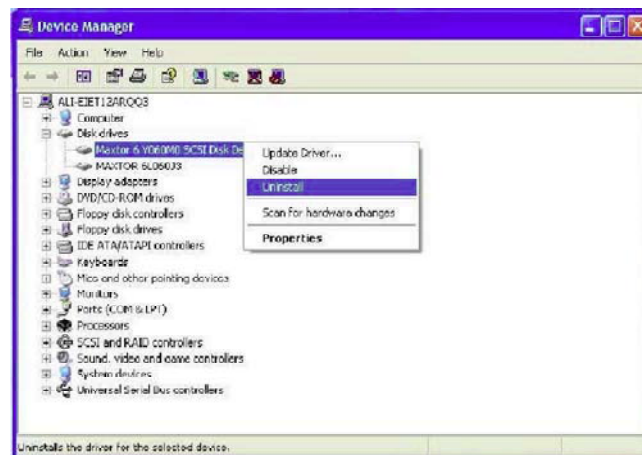 Device Manager
File Action View Help
ALI-EIET12ARQQ3
Computer
Disk drives
Maxtor 6 Y060M0 SCSI Disk De
MAXTOR 6L060J3
Display adapters
DVD/CD-ROM drives
Floppy disk controllers
Floppy disk drives
IDE ATA/ATAPI controllers
Keyboards
Mice and other pointing devices
Monitors
Ports (COM & LPT)
Processors
SCSI and RAID controllers
Sound, video and game controllers
System devices
Universal Serial Bus controllers
Update Driver...
Disable
Uninstall
Scan for hardware changes
Properties
Uninstalls the driver for the selected device.